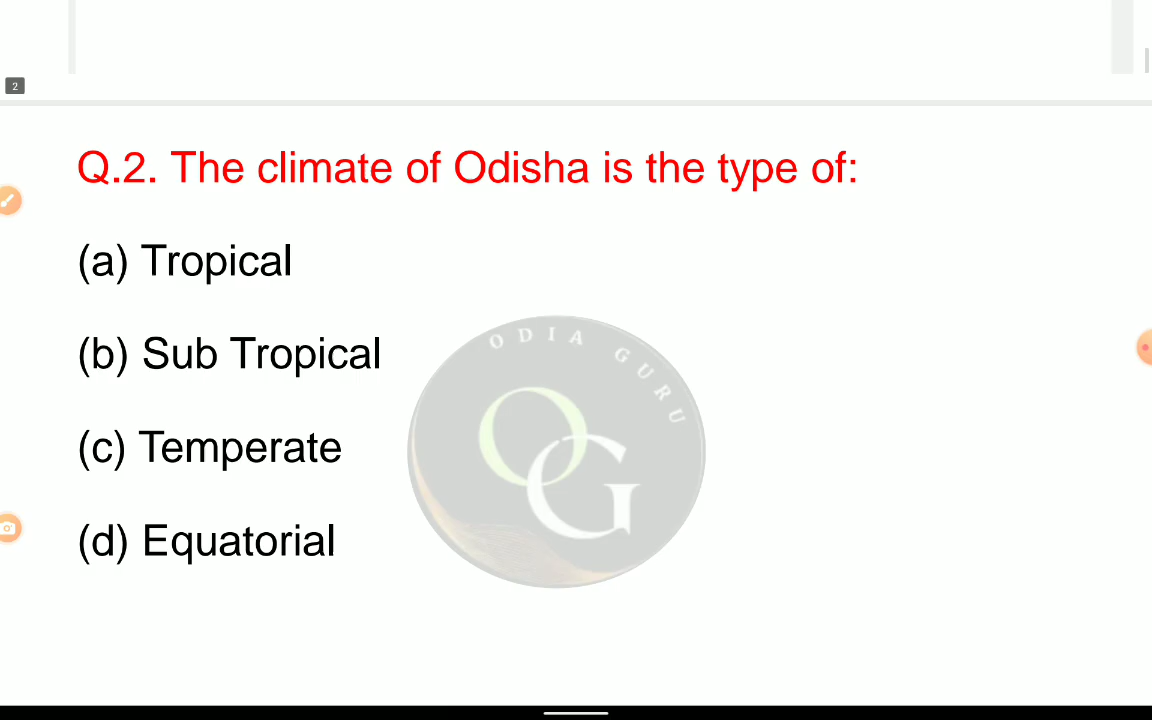 2
Q.2. The climate of Odisha is the type of:
(a) Tropical
(b) Sub Tropical
(c) Temperate
(d) Equatorial
ODIA GURU
OG